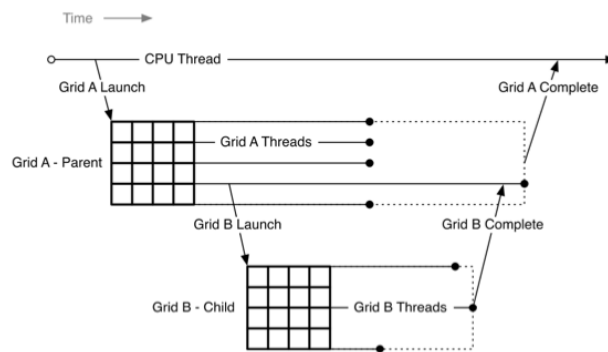 Time
CPU Thread
Grid A Launch
Grid A Complete
Grid A Threads
Grid A - Parent
Grid B Launch
Grid B Complete
Grid B - Child
Grid B Threads